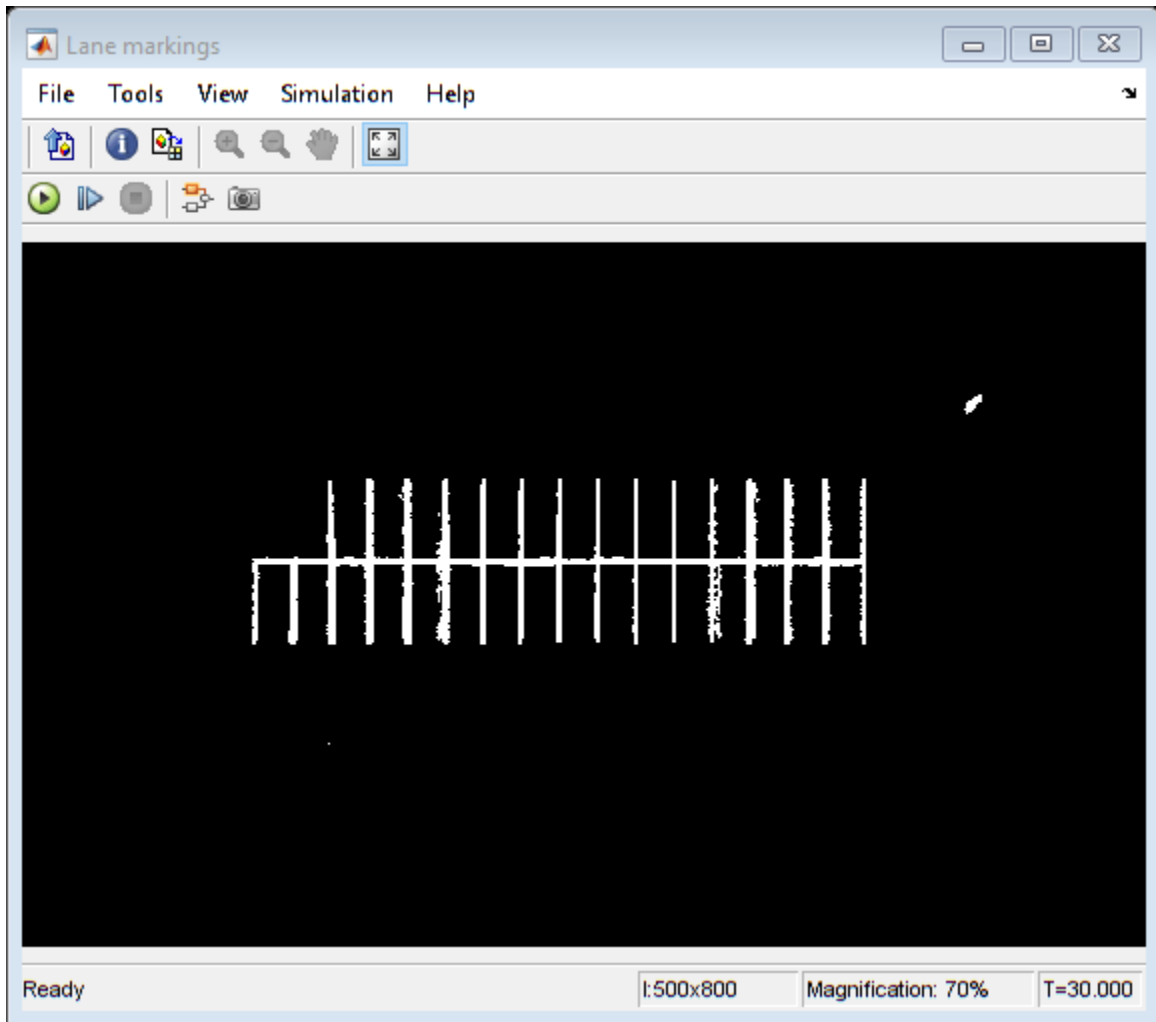 Lane markings
File Tools View Simulation Help
Ready I:500x800 Magnification: 70% T=30.000